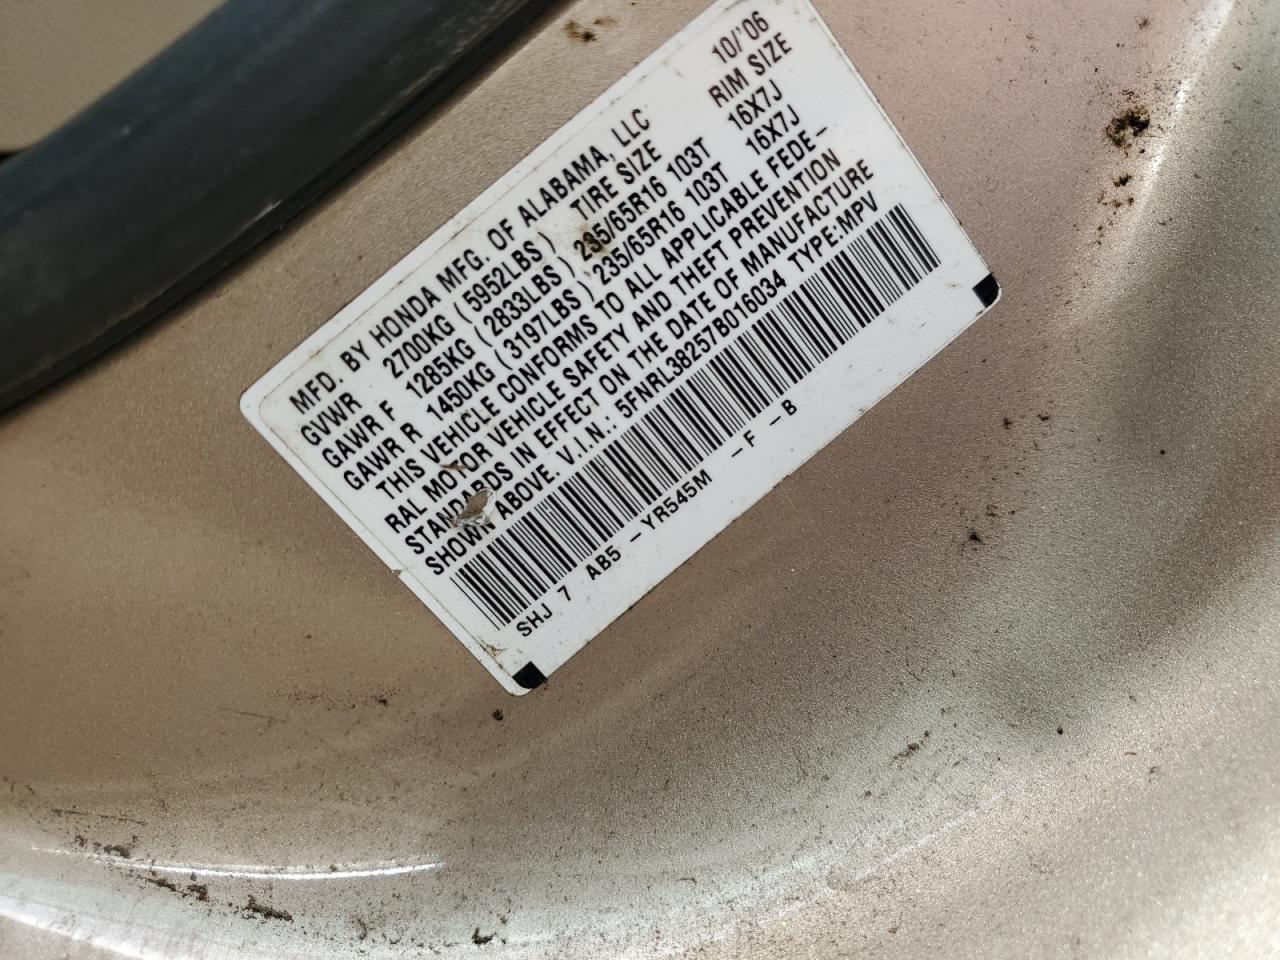 MFD. BY HONDA MFG. OF ALABAMA, LLC 10/'06
GVWR 2700KG (5952LBS) TIRE SIZE RIM SIZE
GAWR F 1285KG (2833LBS) 235/65R16 103T 16X7J
GAWR R 1450KG (3197LBS) 235/65R16 103T 16X7J
THIS VEHICLE CONFORMS TO ALL APPLICABLE FEDE-
RAL MOTOR VEHICLE SAFETY AND THEFT PREVENTION
STANDARDS IN EFFECT ON THE DATE OF MANUFACTURE
SHOWN ABOVE. V.I.N.: 5FNRL38257B016034 TYPE:MPV
SHJ 7 AB5 - YR545M - F - B